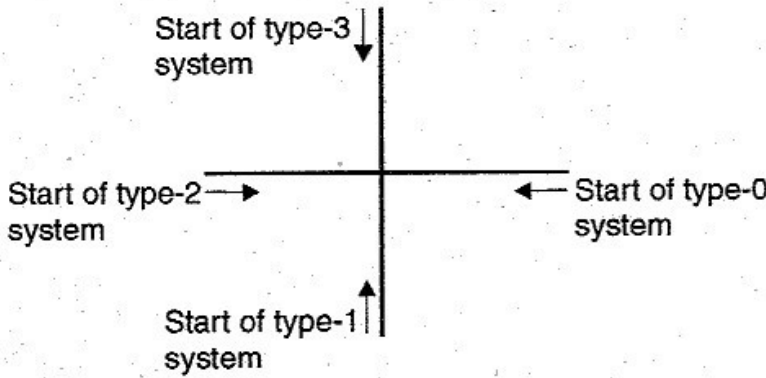 Start of type-3
system
Start of type-2
system
Start of type-0
system
Start of type-1
system